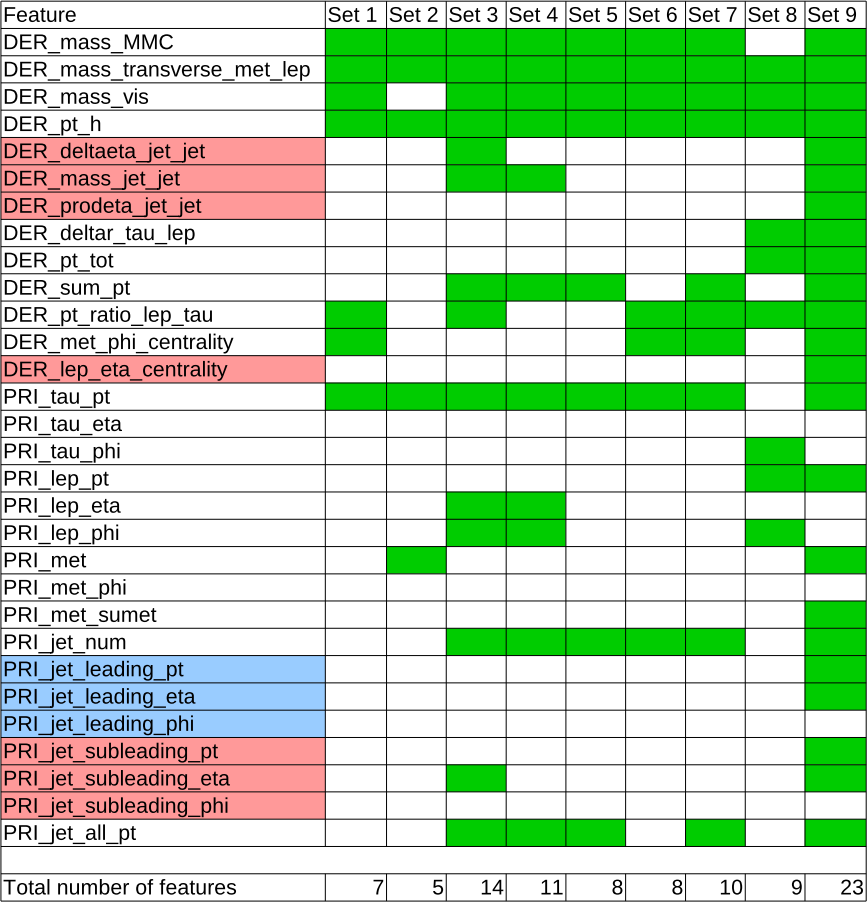 Feature Set 1 Set 2 Set 3 Set 4 Set 5 Set 6 Set 7 Set 8 Set 9
DER_mass_MMC
DER_mass_transverse_met_lep
DER_mass_vis
DER_pt_h
DER_deltaeta_jet_jet
DER_mass_jet_jet
DER_prodeta_jet_jet
DER_deltar_tau_lep
DER_pt_tot
DER_sum_pt
DER_pt_ratio_lep_tau
DER_met_phi_centrality
DER_lep_eta_centrality
PRI_tau_pt
PRI_tau_eta
PRI_tau_phi
PRI_lep_pt
PRI_lep_eta
PRI_lep_phi
PRI_met
PRI_met_phi
PRI_met_sumet
PRI_jet_num
PRI_jet_leading_pt
PRI_jet_leading_eta
PRI_jet_leading_phi
PRI_jet_subleading_pt
PRI_jet_subleading_eta
PRI_jet_subleading_phi
PRI_jet_all_pt
Total number of features 7 5 14 11 8 8 10 9 23